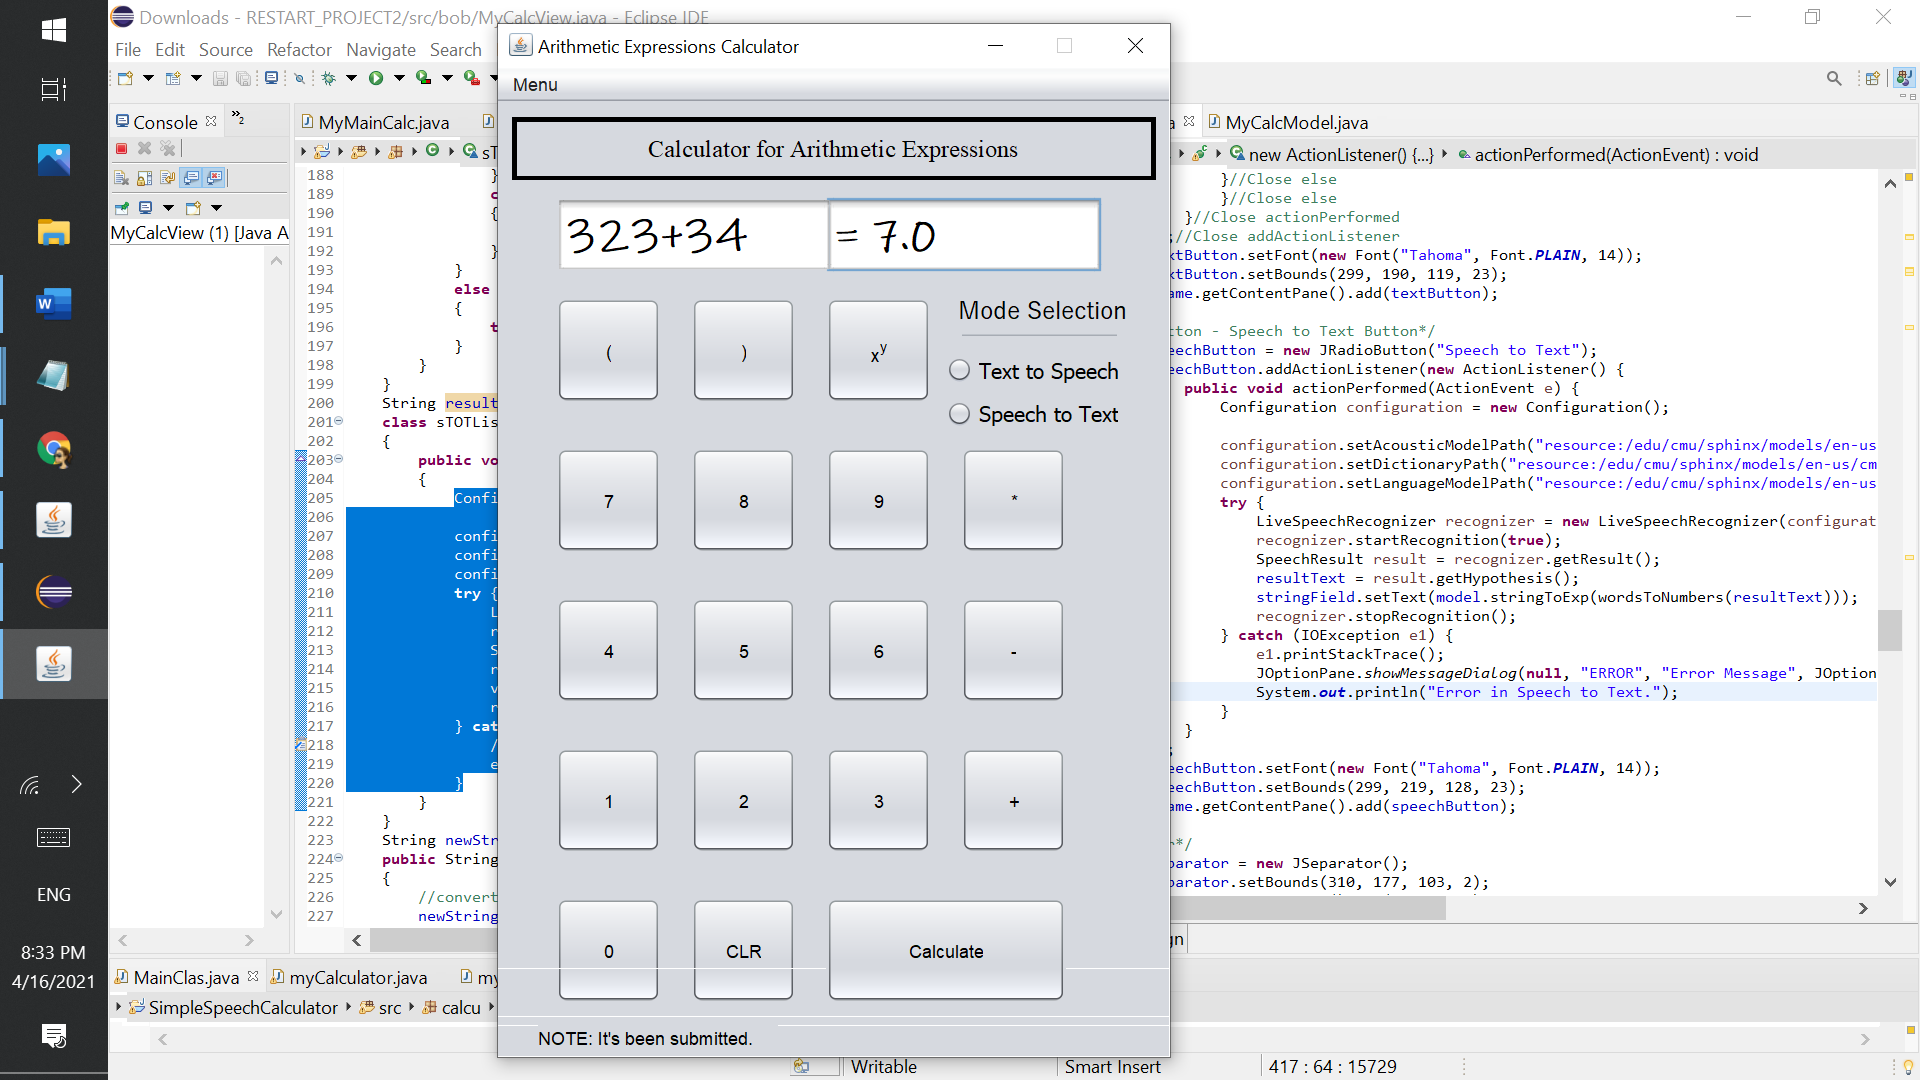 Downloads - RESTART_PROJECT2/src/bob/MyCalcView.java - Eclipse IDE
File Edit Source Refactor Navigate Search
Console
2
MyCalcView (1) [Java A
MyMainCalc.java
188 }
189
190 {
191
192 }
193 }
194 else
195 {
196
197 }
198 }
199 }
200 String result
201 class sTOTLis
202 {
203 public vo
204 {
205 Confi
206
207 confi
208 confi
209 confi
210 try {
211
212
213
214
215
216
217 } cat
218
219
220 }
221 }
222 }
223 String newStr
224 public String
225 {
226 //convert
227 newString
Arithmetic Expressions Calculator
Menu
Calculator for Arithmetic Expressions
323+34 = 7.0
( ) xy
Mode Selection
Text to Speech
Speech to Text
7 8 9 *
4 5 6 -
1 2 3 +
0 CLR Calculate
NOTE: It's been submitted.
MyCalcModel.java
new ActionListener() {...} actionPerformed(ActionEvent) : void
}//Close else
}//Close else
}//Close actionPerformed
;//Close addActionListener
xtButton.setFont(new Font("Tahoma", Font.PLAIN, 14));
xtButton.setBounds(299, 190, 119, 23);
ame.getContentPane().add(textButton);
tton - Speech to Text Button*/
eechButton = new JRadioButton("Speech to Text");
eechButton.addActionListener(new ActionListener() {
public void actionPerformed(ActionEvent e) {
Configuration configuration = new Configuration();
configuration.setAcousticModelPath("resource:/edu/cmu/sphinx/models/en-us
configuration.setDictionaryPath("resource:/edu/cmu/sphinx/models/en-us/cm
configuration.setLanguageModelPath("resource:/edu/cmu/sphinx/models/en-us
try {
LiveSpeechRecognizer recognizer = new LiveSpeechRecognizer(configurat
recognizer.startRecognition(true);
SpeechResult result = recognizer.getResult();
resultText = result.getHypothesis();
stringField.setText(model.stringToExp(wordsToNumbers(resultText)));
recognizer.stopRecognition();
} catch (IOException e1) {
e1.printStackTrace();
JOptionPane.showMessageDialog(null, "ERROR", "Error Message", JOption
System.out.println("Error in Speech to Text.");
}
}
;
eechButton.setFont(new Font("Tahoma", Font.PLAIN, 14));
eechButton.setBounds(299, 219, 128, 23);
ame.getContentPane().add(speechButton);
r*/
parator = new JSeparator();
parator.setBounds(310, 177, 103, 2);
ENG
8:33 PM
4/16/2021
MainClas.java myCalculator.java my
SimpleSpeechCalculator src calcu
Writable Smart Insert 417 : 64 : 15729